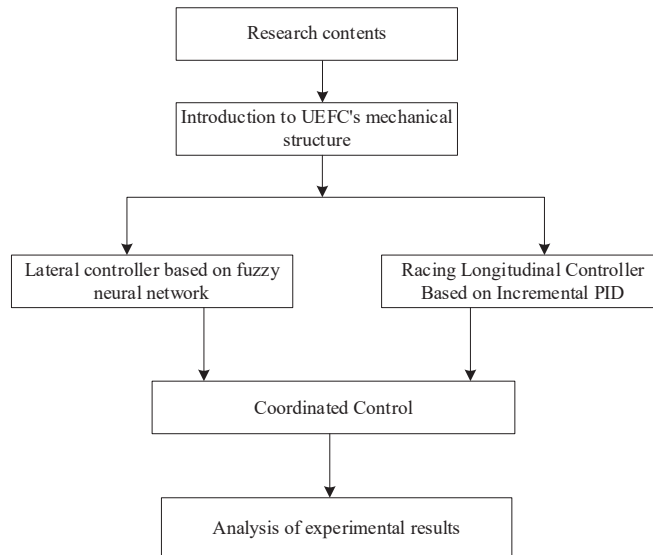 Research contents
Introduction to UEFC's mechanical
structure
Lateral controller based on fuzzy
neural network
Racing Longitudinal Controller
Based on Incremental PID
Coordinated Control
Analysis of experimental results